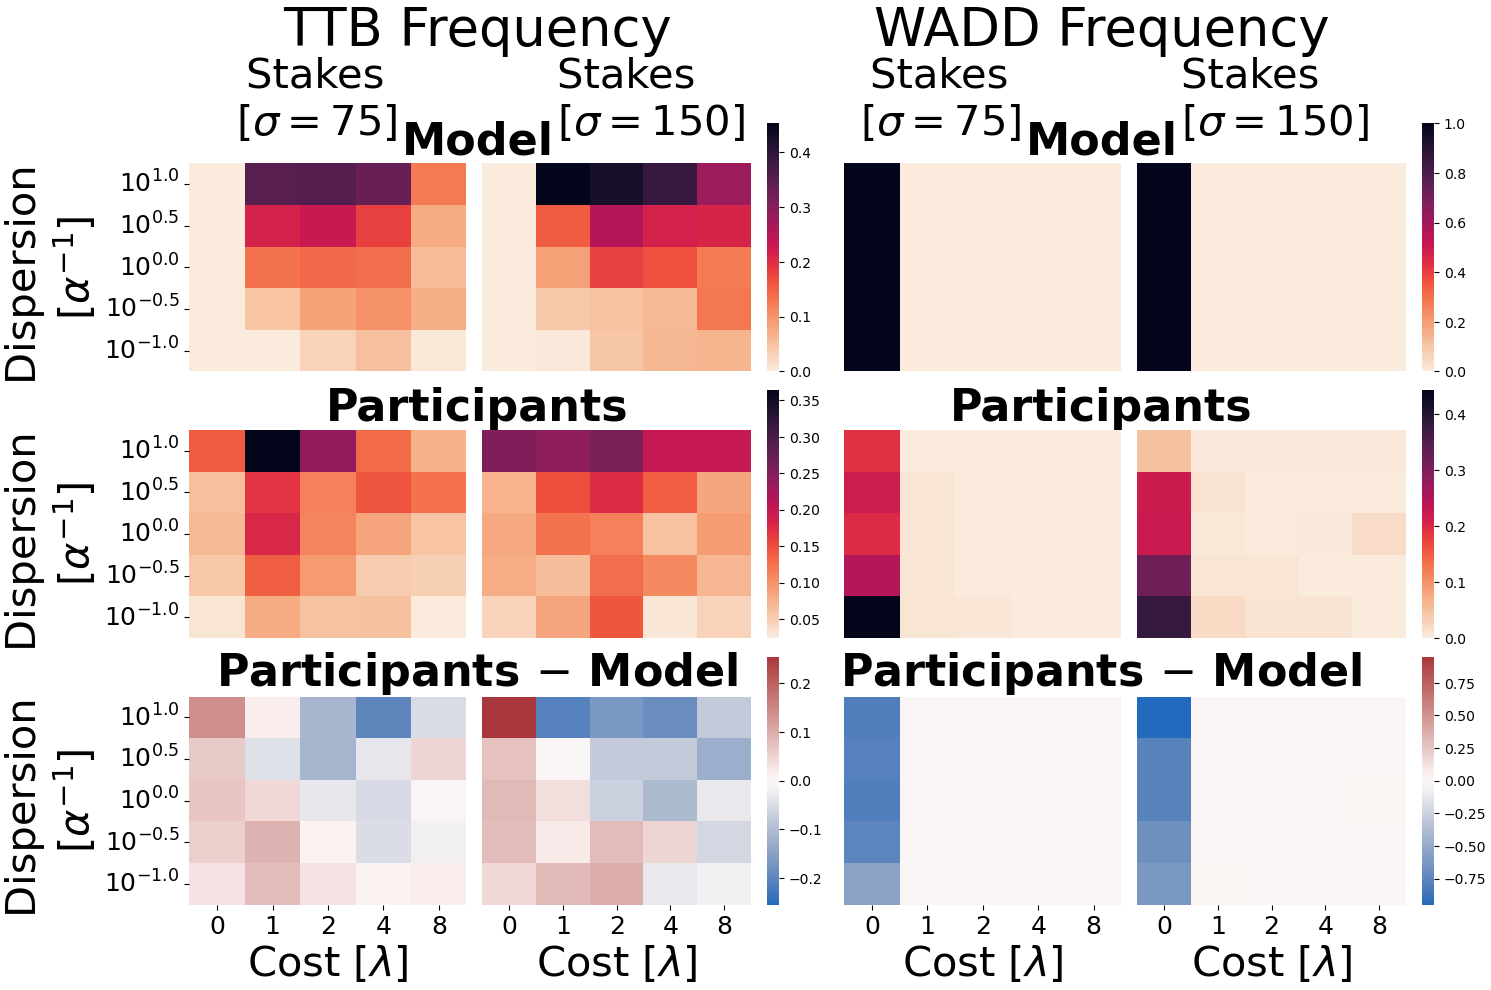 TTB Frequency
WADD Frequency
Stakes
[σ = 75]
Stakes
[σ = 150]
Stakes
[σ = 75]
Stakes
[σ = 150]
Model
Model
Dispersion
[α⁻¹]
10^1.0
10^0.5
10^0.0
10^−0.5
10^−1.0
0.4
0.3
0.2
0.1
0.0
1.0
0.8
0.6
0.4
0.2
0.0
Participants
Participants
Dispersion
[α⁻¹]
10^1.0
10^0.5
10^0.0
10^−0.5
10^−1.0
0.35
0.30
0.25
0.20
0.15
0.10
0.05
0.4
0.3
0.2
0.1
0.0
Participants − Model
Participants − Model
Dispersion
[α⁻¹]
10^1.0
10^0.5
10^0.0
10^−0.5
10^−1.0
0.2
0.1
0.0
−0.1
−0.2
0.75
0.50
0.25
0.00
−0.25
−0.50
−0.75
0 1 2 4 8
0 1 2 4 8
0 1 2 4 8
0 1 2 4 8
Cost [λ]
Cost [λ]
Cost [λ]
Cost [λ]